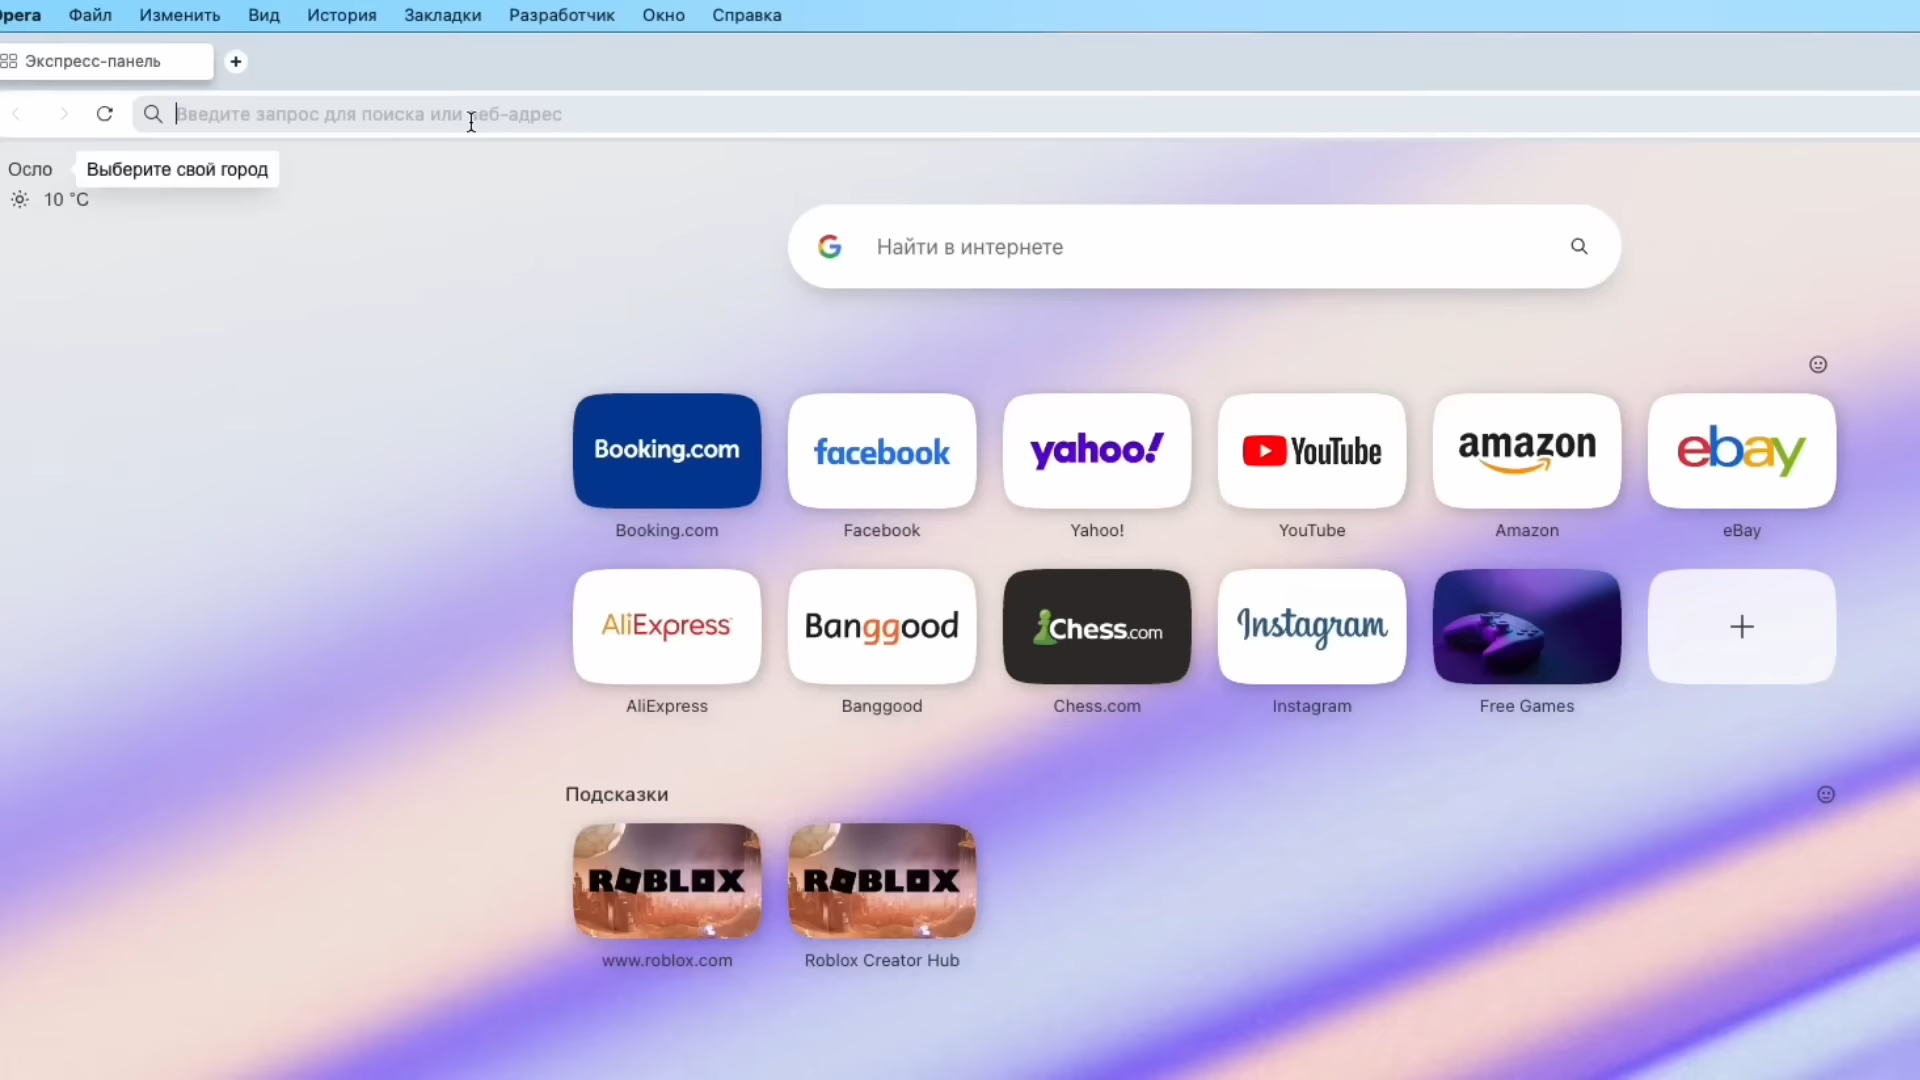 Opera Файл Изменить Вид История Закладки Разработчик Окно Справка
Экспресс-панель
Введите запрос для поиска или веб-адрес
Осло Выберите свой город
10 °C
Найти в интернете
Booking.com facebook yahoo! YouTube amazon ebay
Booking.com Facebook Yahoo! YouTube Amazon eBay
AliExpress Banggood Chess.com Instagram
AliExpress Banggood Chess.com Instagram Free Games
Подсказки
ROBLOX ROBLOX
www.roblox.com Roblox Creator Hub